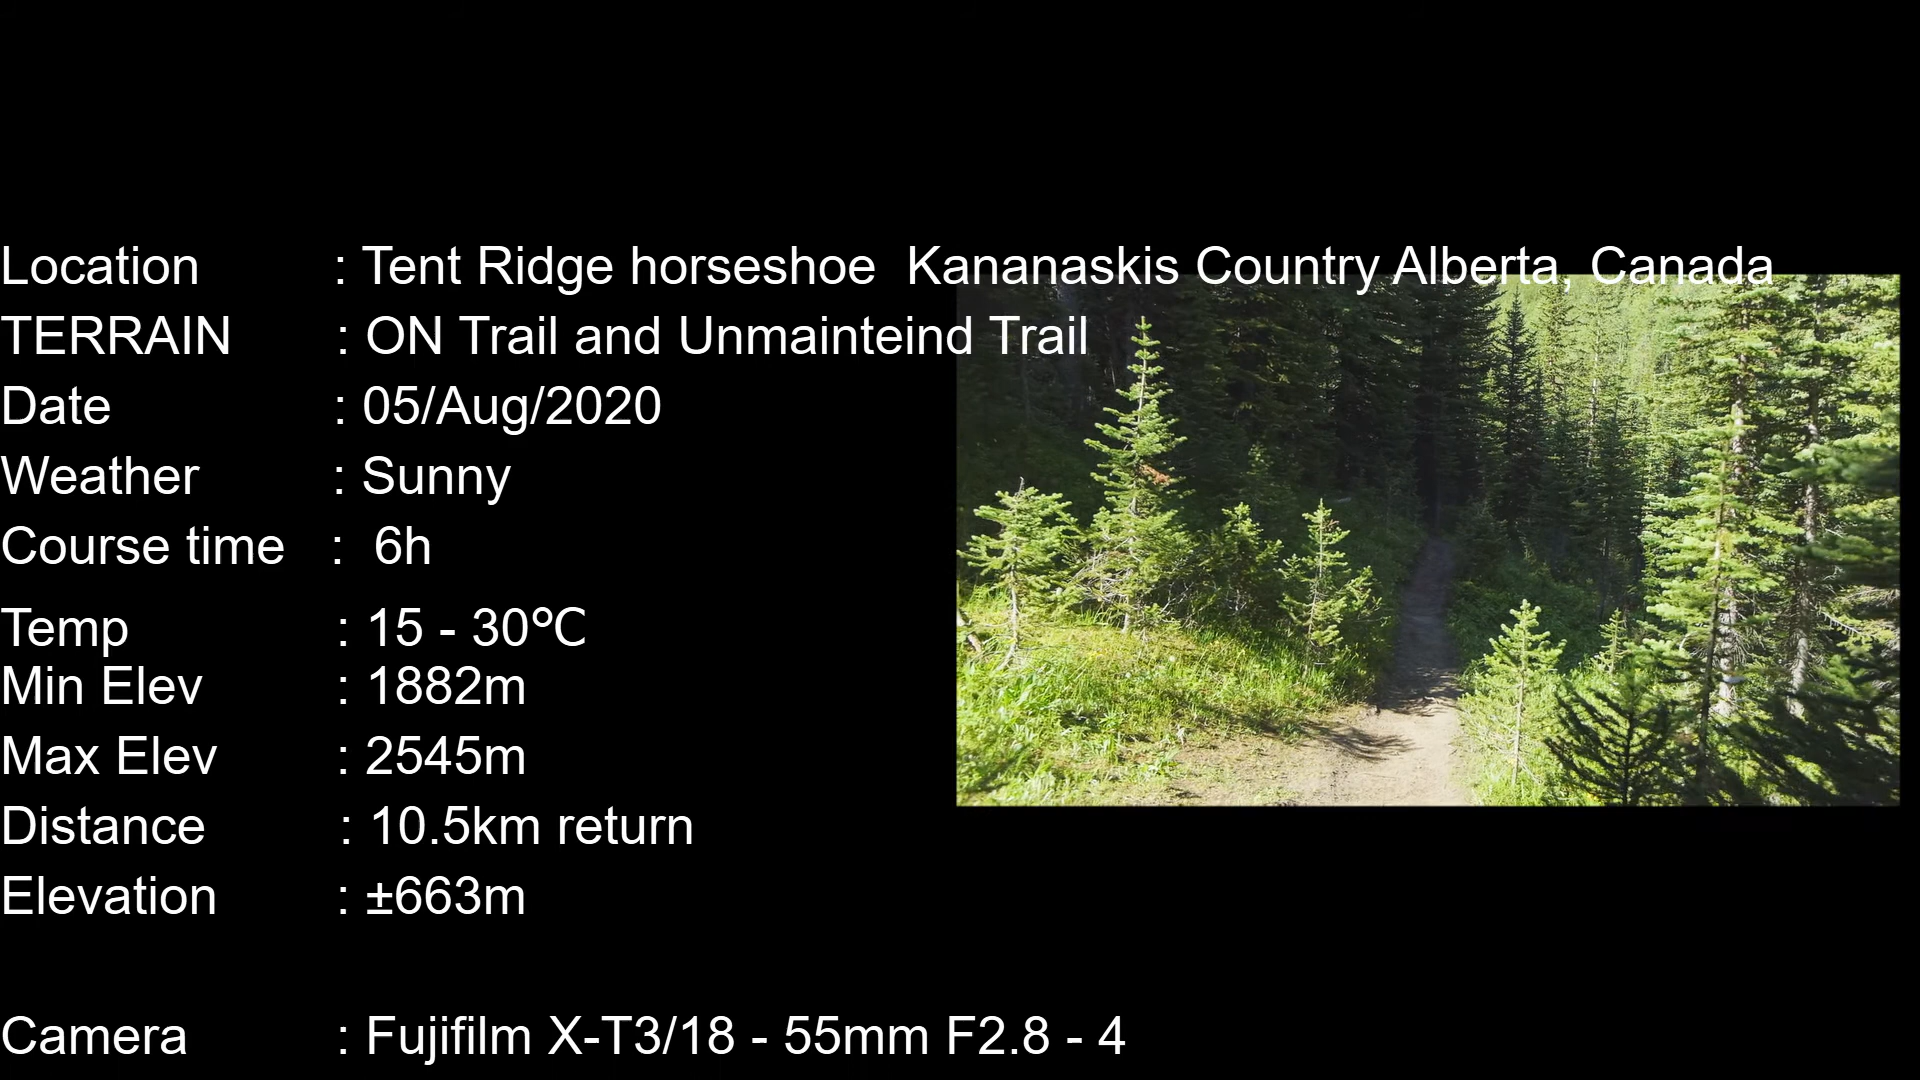 Location : Tent Ridge horseshoe Kananaskis Country Alberta, Canada
TERRAIN : ON Trail and Unmainteind Trail
Date : 05/Aug/2020
Weather : Sunny
Course time : 6h
Temp : 15 - 30℃
Min Elev : 1882m
Max Elev : 2545m
Distance : 10.5km return
Elevation : ±663m
Camera : Fujifilm X-T3/18 - 55mm F2.8 - 4